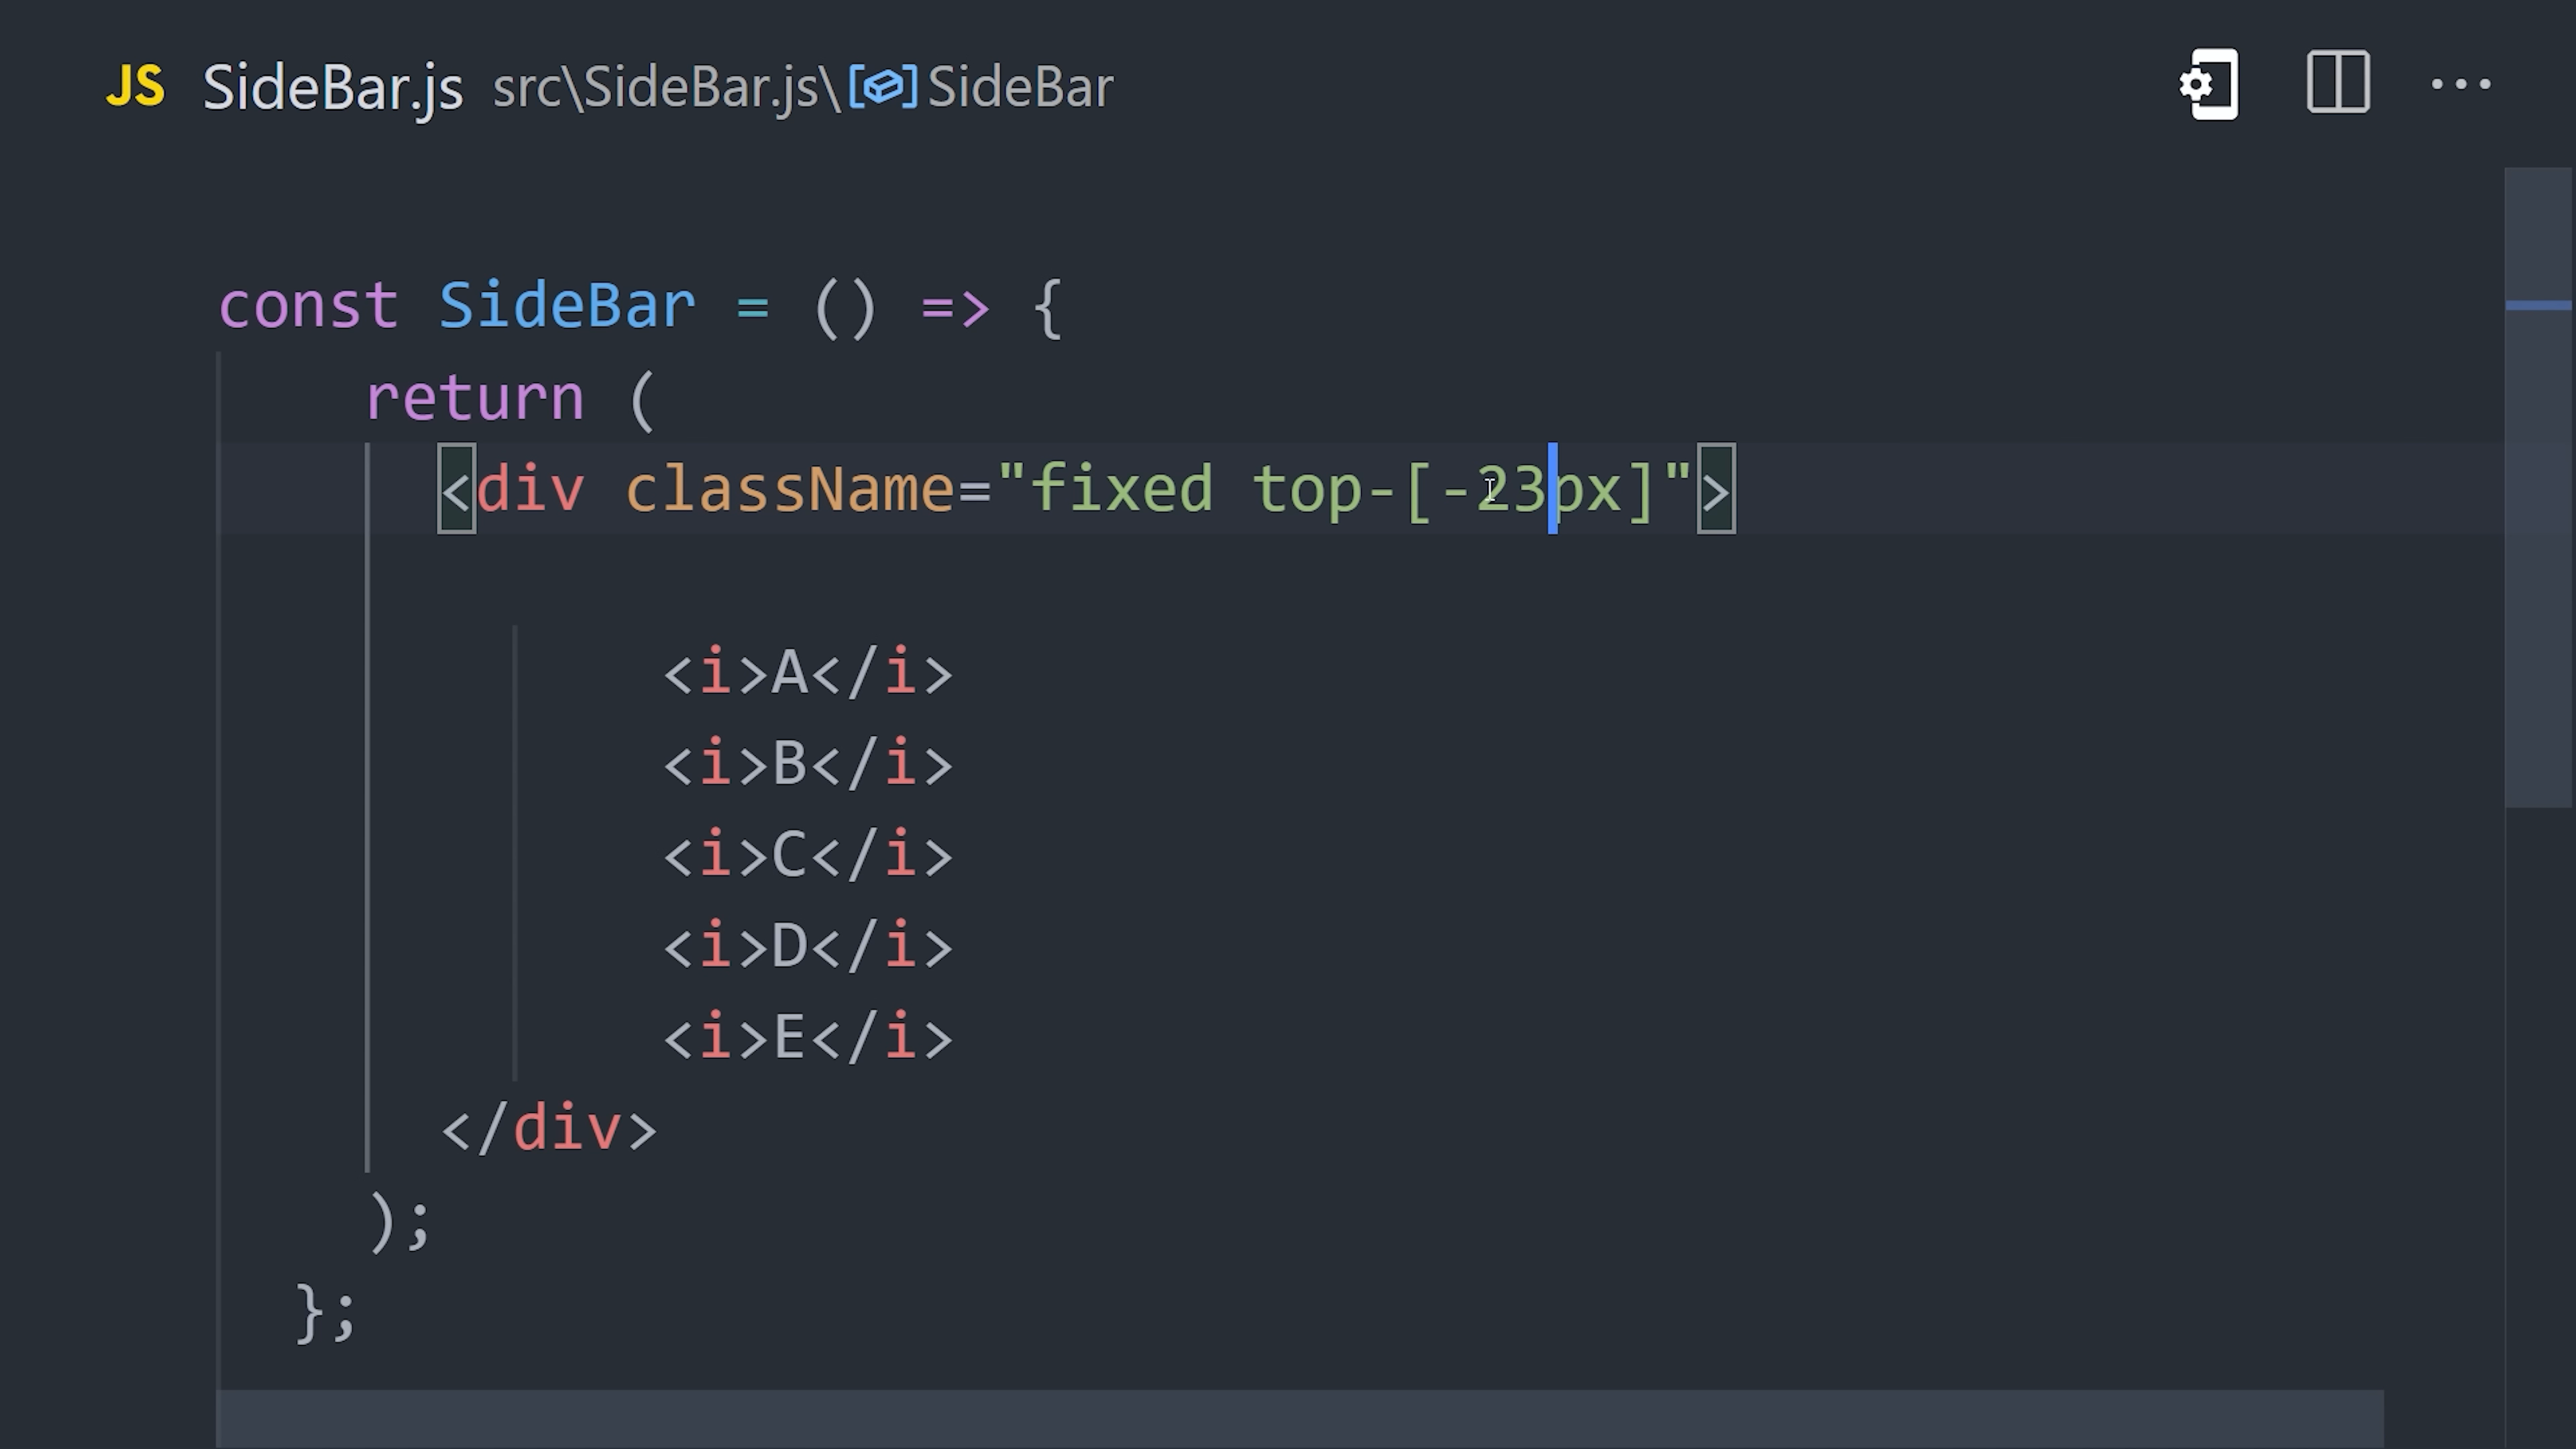 JS SideBar.js src\SideBar.js\SideBar
const SideBar = () => {
return (
<div className="fixed top-[-23px]">
<i>A</i>
<i>B</i>
<i>C</i>
<i>D</i>
<i>E</i>
</div>
);
};